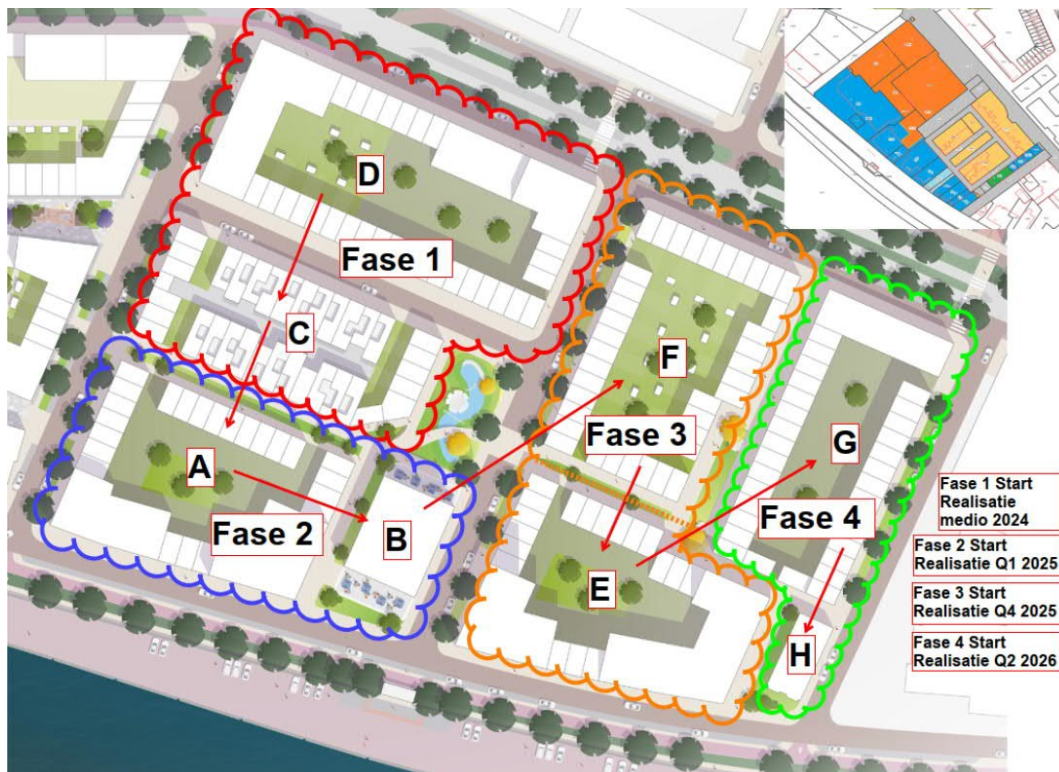 D
Fase 1
C
F
A
Fase 3
G
Fase 2
B
Fase 4
E
H
Fase 1 Start
Realisatie
medio 2024
Fase 2 Start
Realisatie Q1 2025
Fase 3 Start
Realisatie Q4 2025
Fase 4 Start
Realisatie Q2 2026